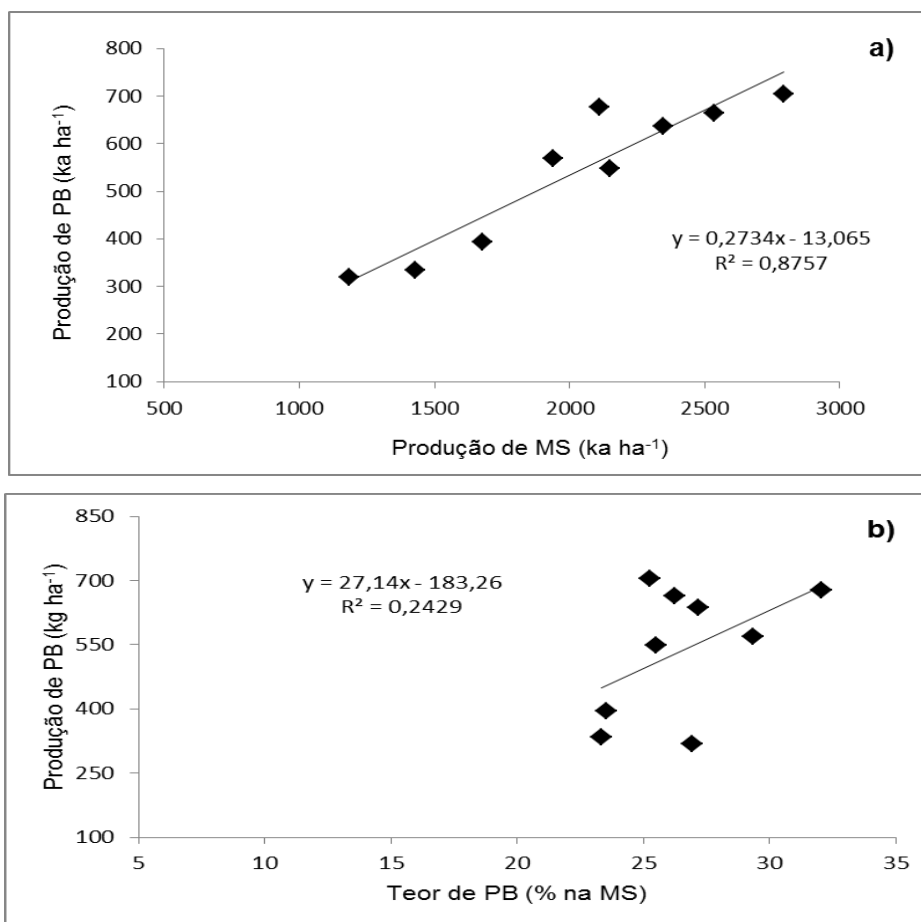 a)
800
700
600
500
400
300
200
100
Produção de PB (ka ha⁻¹)
y = 0,2734x - 13,065
R² = 0,8757
500 1000 1500 2000 2500 3000
Produção de MS (ka ha⁻¹)
b)
850
700
550
400
250
100
Produção de PB (kg ha⁻¹)
y = 27,14x - 183,26
R² = 0,2429
5 10 15 20 25 30 35
Teor de PB (% na MS)